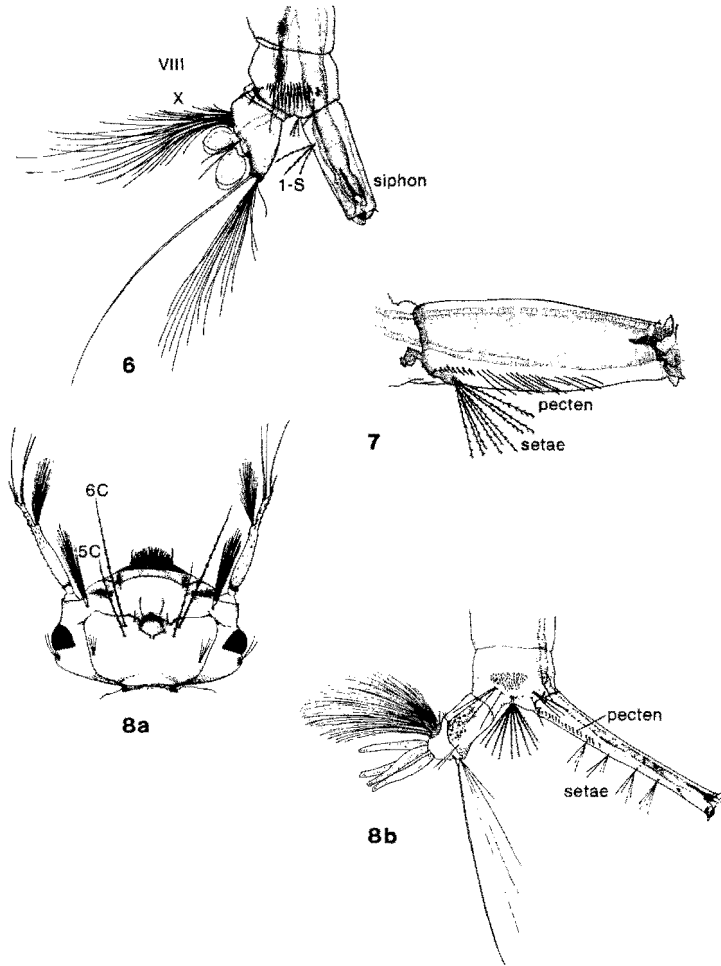 VIII
X
1-S
siphon
6
pecten
7
setae
6C
5C
8a
pecten
setae
8b